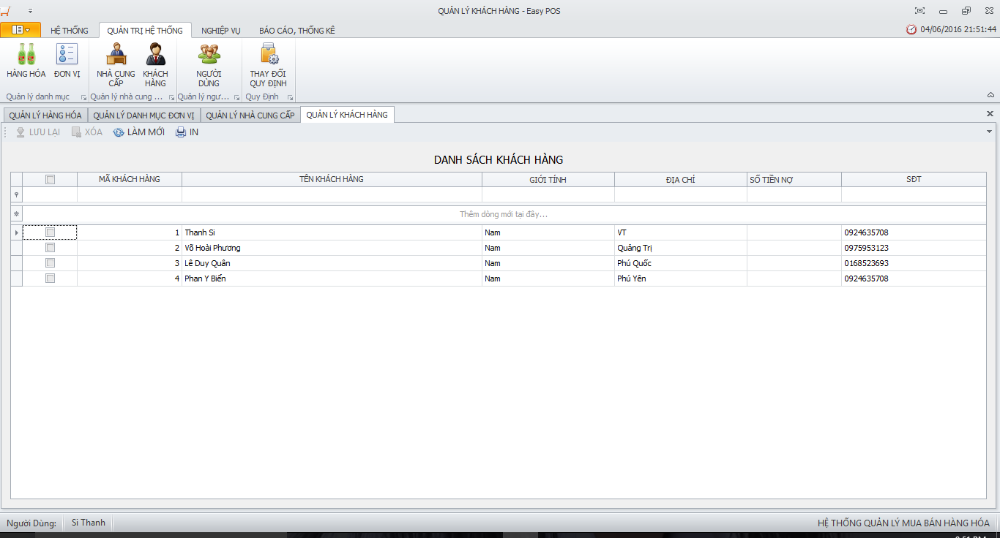 QUẢN LÝ KHÁCH HÀNG - Easy POS
HỆ THỐNG QUẢN TRỊ HỆ THỐNG NGHIỆP VỤ BÁO CÁO, THỐNG KÊ 04/06/2016 21:51:44
HÀNG HÓA ĐƠN VỊ NHÀ CUNG CẤP KHÁCH HÀNG NGƯỜI DÙNG THAY ĐỔI QUY ĐỊNH
Quản lý danh mục Quản lý nhà cung ... Quản lý ngư... Quy Định
QUẢN LÝ HÀNG HÓA QUẢN LÝ DANH MỤC ĐƠN VỊ QUẢN LÝ NHÀ CUNG CẤP QUẢN LÝ KHÁCH HÀNG
LƯU LẠI XÓA LÀM MỚI IN
DANH SÁCH KHÁCH HÀNG
MÃ KHÁCH HÀNG TÊN KHÁCH HÀNG GIỚI TÍNH ĐỊA CHỈ SỐ TIỀN NỢ SĐT
Thêm dòng mới tại đây...
1 Thanh Si Nam VT 0924635708
2 Võ Hoài Phương Nam Quảng Trị 0975953123
3 Lê Duy Quân Nam Phú Quốc 0168523693
4 Phan Y Biển Nam Phú Yên 0924635708
Người Dùng: Si Thanh HỆ THỐNG QUẢN LÝ MUA BÁN HÀNG HÓA